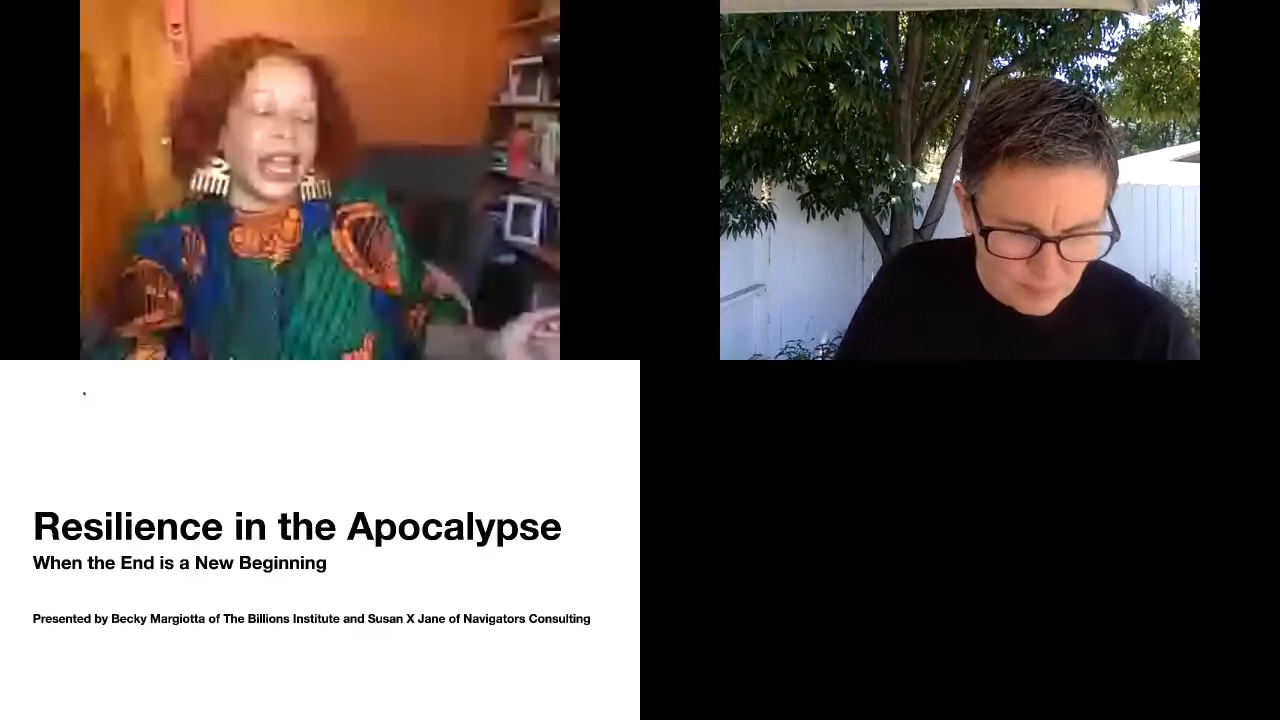 Resilience in the Apocalypse
When the End is a New Beginning
Presented by Becky Margiotta of The Billions Institute and Susan X Jane of Navigators Consulting